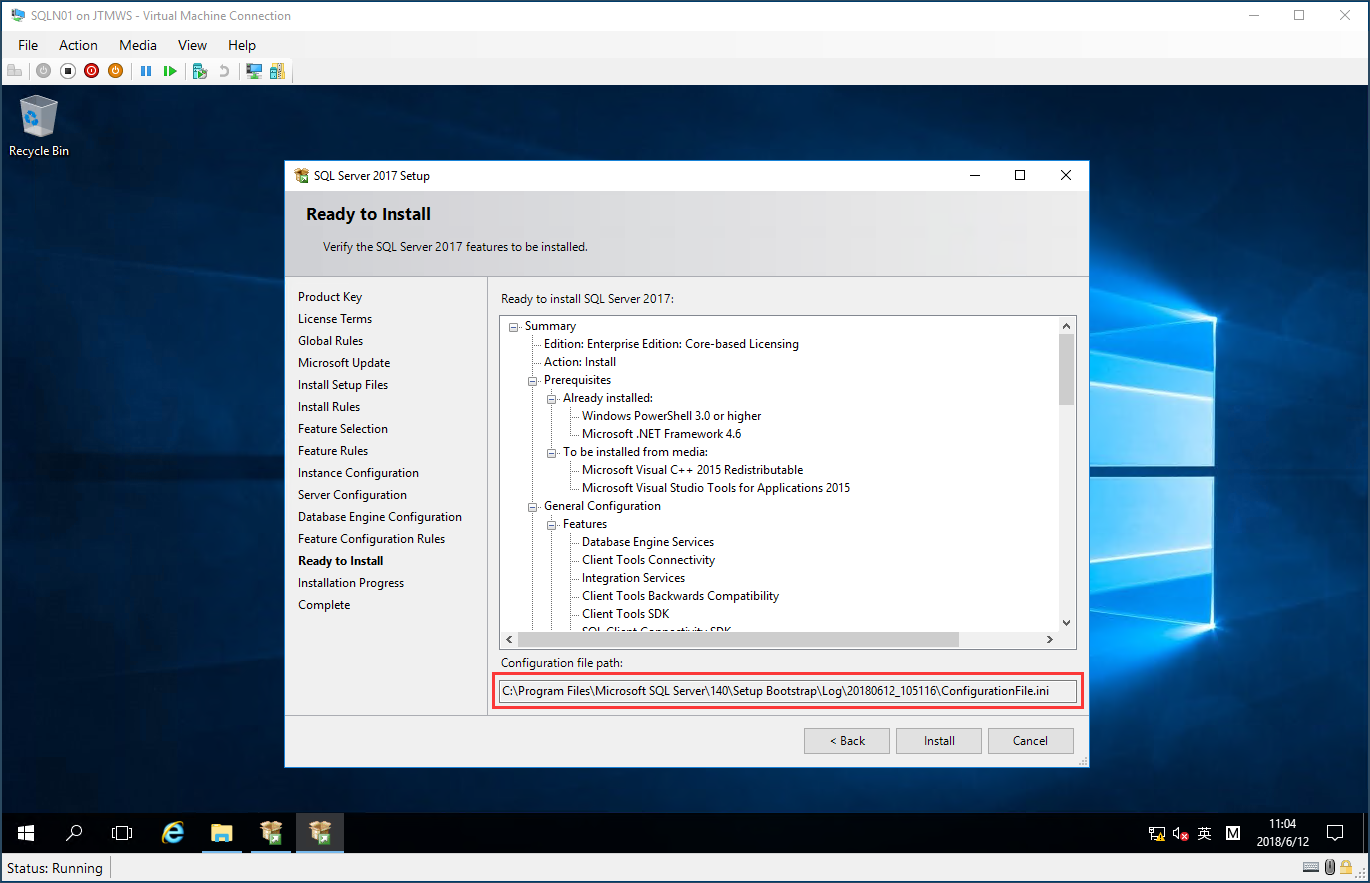 SQLN01 on JTMWS - Virtual Machine Connection
File Action Media View Help
Recycle Bin
SQL Server 2017 Setup
Ready to Install
Verify the SQL Server 2017 features to be installed.
Product Key
License Terms
Global Rules
Microsoft Update
Install Setup Files
Install Rules
Feature Selection
Feature Rules
Instance Configuration
Server Configuration
Database Engine Configuration
Feature Configuration Rules
Ready to Install
Installation Progress
Complete
Ready to install SQL Server 2017:
Summary
Edition: Enterprise Edition: Core-based Licensing
Action: Install
Prerequisites
Already installed:
Windows PowerShell 3.0 or higher
Microsoft .NET Framework 4.6
To be installed from media:
Microsoft Visual C++ 2015 Redistributable
Microsoft Visual Studio Tools for Applications 2015
General Configuration
Features
Database Engine Services
Client Tools Connectivity
Integration Services
Client Tools Backwards Compatibility
Client Tools SDK
SQL Client Connectivity SDK
Configuration file path:
C:\Program Files\Microsoft SQL Server\140\Setup Bootstrap\Log\20180612_105116\ConfigurationFile.ini
< Back
Install
Cancel
英
M
11:04
2018/6/12
Status: Running